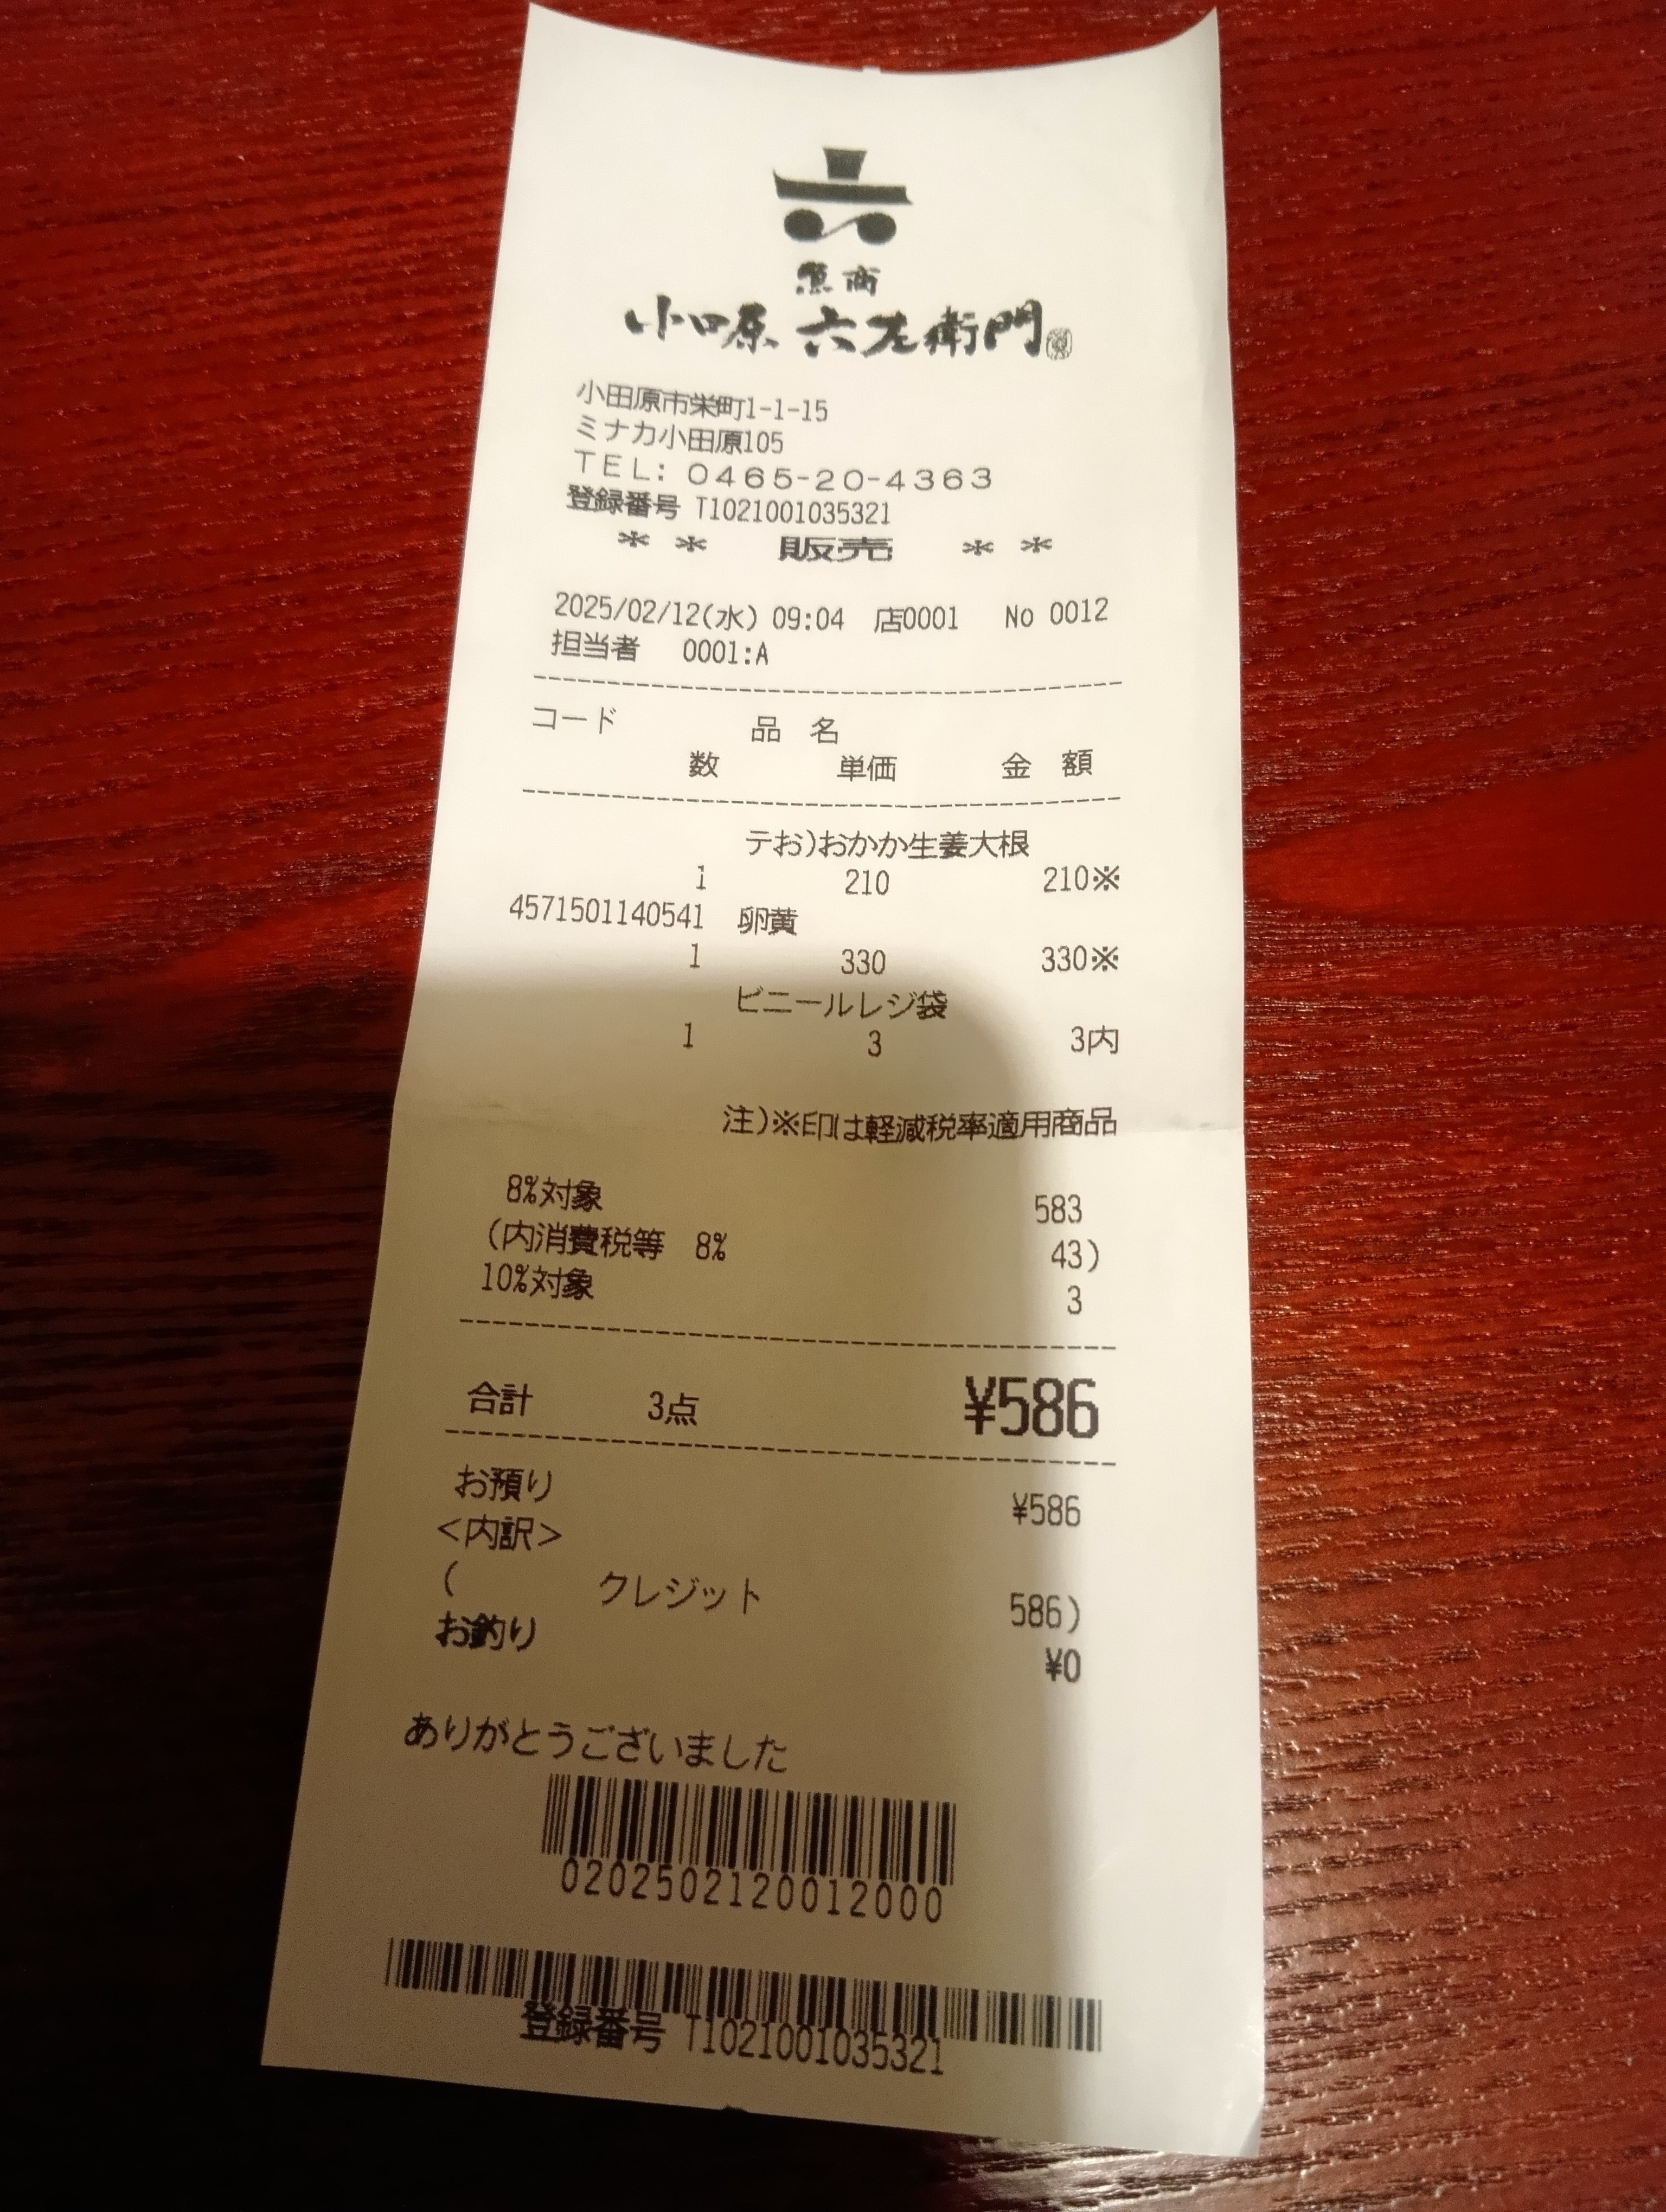 六
魚商
小田原 六左衛門
小田原市栄町1-1-15
ミナカ小田原105
TEL: 0465-20-4363
登録番号 T1021001035321
** 販売 **
2025/02/12(水) 09:04 店0001 No 0012
担当者 0001:A
コード 品 名
数 単価 金 額
テお)おかか生姜大根
1 210 210※
4571501140541 卵黄
1 330 330※
ビニールレジ袋
1 3 3内
注)※印は軽減税率適用商品
8%対象 583
(内消費税等 8% 43)
10%対象 3
合計 3点 ¥586
お預り ¥586
<内訳>
( クレジット 586)
お釣り ¥0
ありがとうございました
0202502120012000
登録番号 T1021001035321